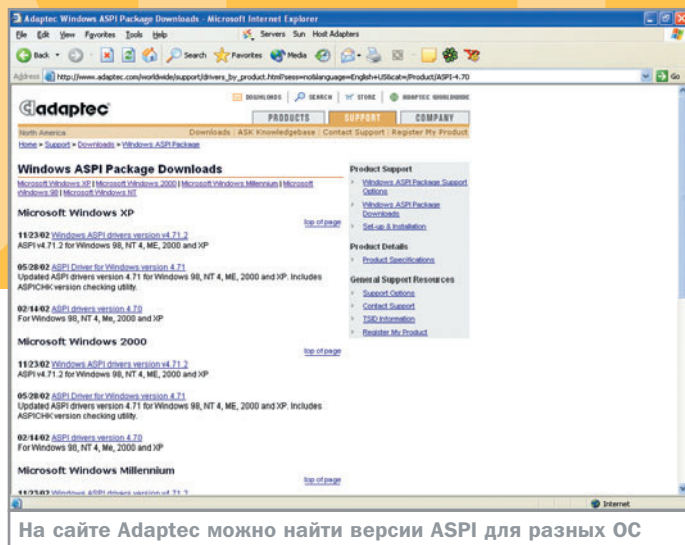 Adaptec Windows ASPI Package Downloads - Microsoft Internet Explorer
File Edit View Favorites Tools Help Servers Sun Host Adapters
Back Search Favorites Media
Address http://www.adaptec.com/worldwide/support/drivers_by_product.html?sess=no&language=English+US&cat=/Product/ASPI-4.70 Go
adaptec
DOWNLOADS SEARCH STORE ADAPTEC WORLDWIDE
PRODUCTS SUPPORT COMPANY
North America Downloads | ASK Knowledgebase | Contact Support | Register My Product
Home > Support > Downloads > Windows ASPI Package
Windows ASPI Package Downloads
Microsoft Windows XP | Microsoft Windows 2000 | Microsoft Windows Millennium | Microsoft
Windows 98 | Microsoft Windows NT
Microsoft Windows XP
top of page
11/23/02 Windows ASPI drivers version v4.71.2
ASPI v4.71.2 for Windows 98, NT 4, ME, 2000 and XP
05/28/02 ASPI Driver for Windows version 4.71
Updated ASPI drivers version 4.71 for Windows 98, NT 4, ME, 2000 and XP. Includes
ASPICHK version checking utility.
02/14/02 ASPI drivers version 4.70
For Windows 98, NT 4, Me, 2000 and XP
Microsoft Windows 2000
top of page
11/23/02 Windows ASPI drivers version v4.71.2
ASPI v4.71.2 for Windows 98, NT 4, ME, 2000 and XP
05/28/02 ASPI Driver for Windows version 4.71
Updated ASPI drivers version 4.71 for Windows 98, NT 4, ME, 2000 and XP. Includes
ASPICHK version checking utility.
02/14/02 ASPI drivers version 4.70
For Windows 98, NT 4, Me, 2000 and XP
Microsoft Windows Millennium
top of page
11/23/02 Windows ASPI drivers version v4.71.2
Product Support
Windows ASPI Package Support
Options
Windows ASPI Package
Downloads
Set-up & Installation
Product Details
Product Specifications
General Support Resources
Support Options
Contact Support
TSID Information
Register My Product
Internet
На сайте Adaptec можно найти версии ASPI для разных ОС